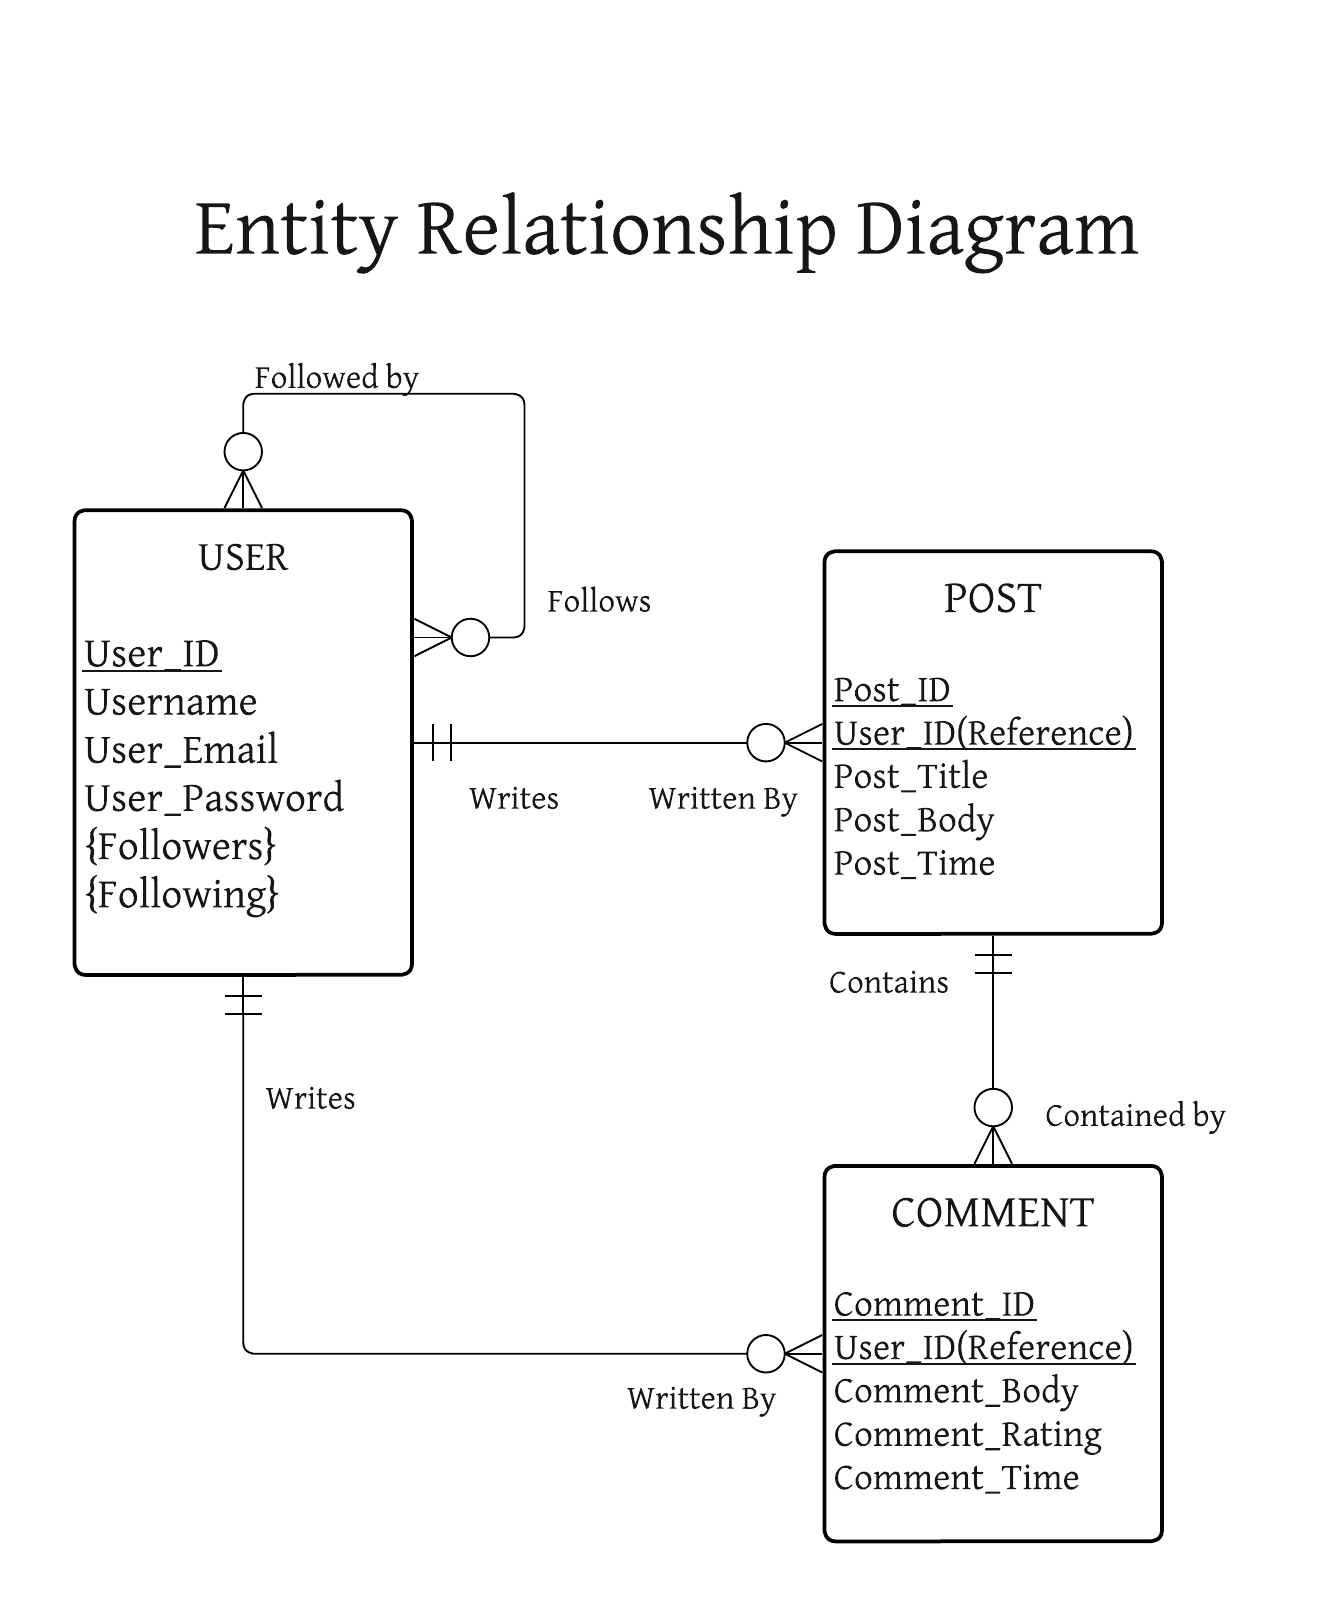 Entity Relationship Diagram
Followed by
USER
User_ID
Username
User_Email
User_Password
{Followers}
{Following}
Follows
Writes
Written By
POST
Post_ID
User_ID(Reference)
Post_Title
Post_Body
Post_Time
Contains
Contained by
Writes
Written By
COMMENT
Comment_ID
User_ID(Reference)
Comment_Body
Comment_Rating
Comment_Time